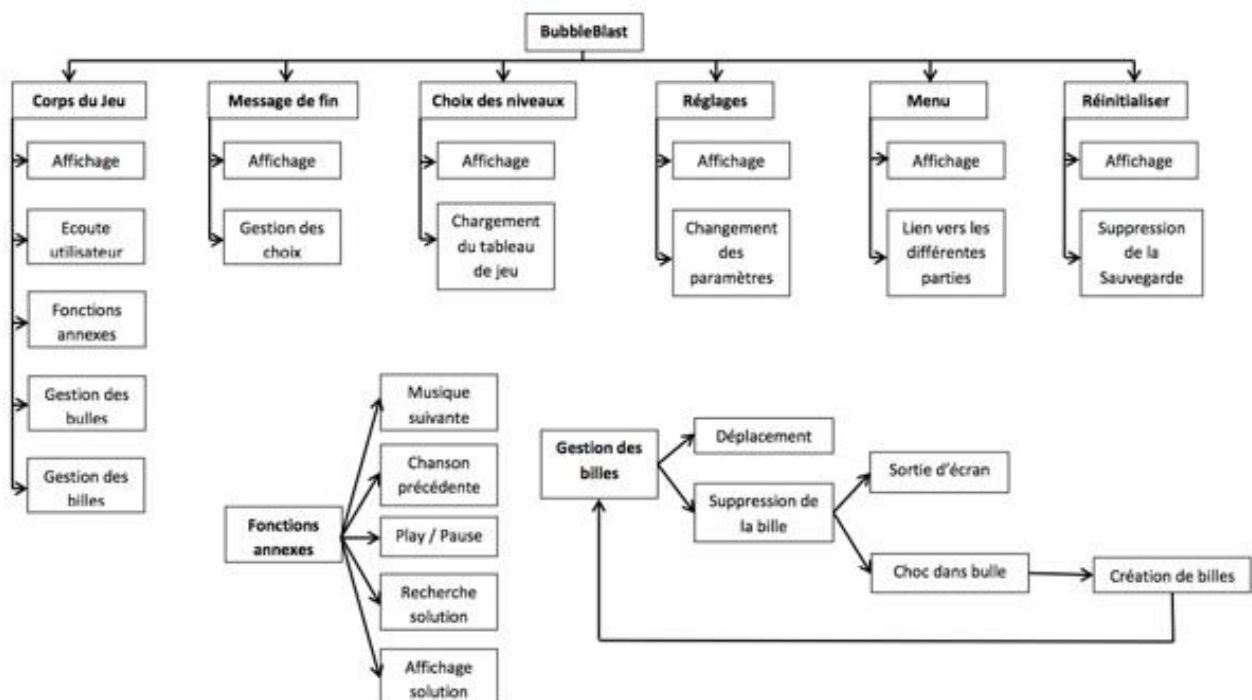 BubbleBlast
Corps du Jeu
Message de fin
Choix des niveaux
Réglages
Menu
Réinitialiser
Affichage
Affichage
Affichage
Affichage
Affichage
Affichage
Ecoute
utilisateur
Gestion des
choix
Chargement
du tableau
de jeu
Changement
des
paramètres
Lien vers les
différentes
parties
Suppression
de la
Sauvegarde
Fonctions
annexes
Gestion des
bulles
Gestion des
billes
Fonctions
annexes
Musique
suivante
Chanson
précédente
Play / Pause
Recherche
solution
Affichage
solution
Gestion des
billes
Déplacement
Suppression de
la bille
Sortie d'écran
Choc dans bulle
Création de billes